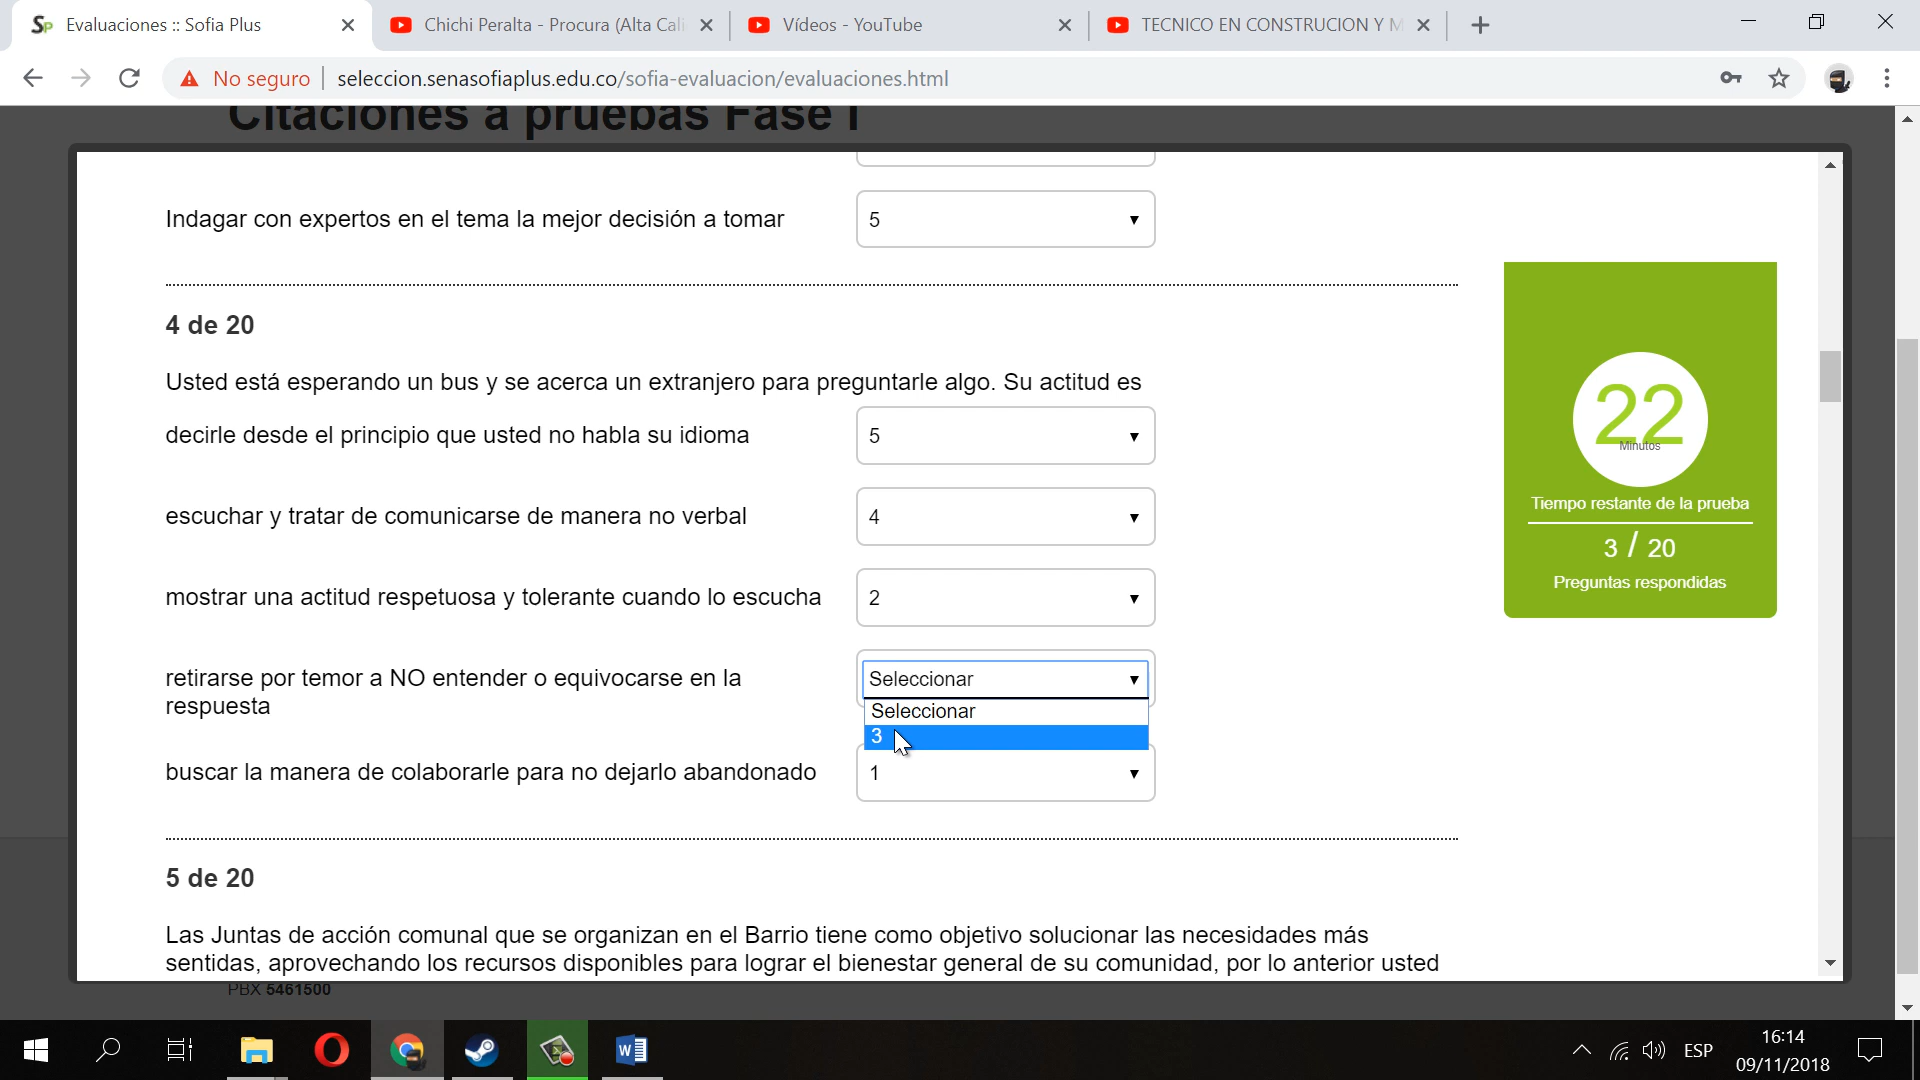 Evaluaciones :: Sofia Plus
Chichi Peralta - Procura (Alta Cali
Vídeos - YouTube
TECNICO EN CONSTRUCION Y M
No seguro
seleccion.senasofiaplus.edu.co/sofia-evaluacion/evaluaciones.html
Citaciones a pruebas Fase I
Indagar con expertos en el tema la mejor decisión a tomar
5
4 de 20
Usted está esperando un bus y se acerca un extranjero para preguntarle algo. Su actitud es
decirle desde el principio que usted no habla su idioma
5
escuchar y tratar de comunicarse de manera no verbal
4
mostrar una actitud respetuosa y tolerante cuando lo escucha
2
retirarse por temor a NO entender o equivocarse en la
respuesta
Seleccionar
Seleccionar
3
buscar la manera de colaborarle para no dejarlo abandonado
1
5 de 20
Las Juntas de acción comunal que se organizan en el Barrio tiene como objetivo solucionar las necesidades más
sentidas, aprovechando los recursos disponibles para lograr el bienestar general de su comunidad, por lo anterior usted
22
Minutos
Tiempo restante de la prueba
3 / 20
Preguntas respondidas
PBX 5461500
ESP
16:14
09/11/2018